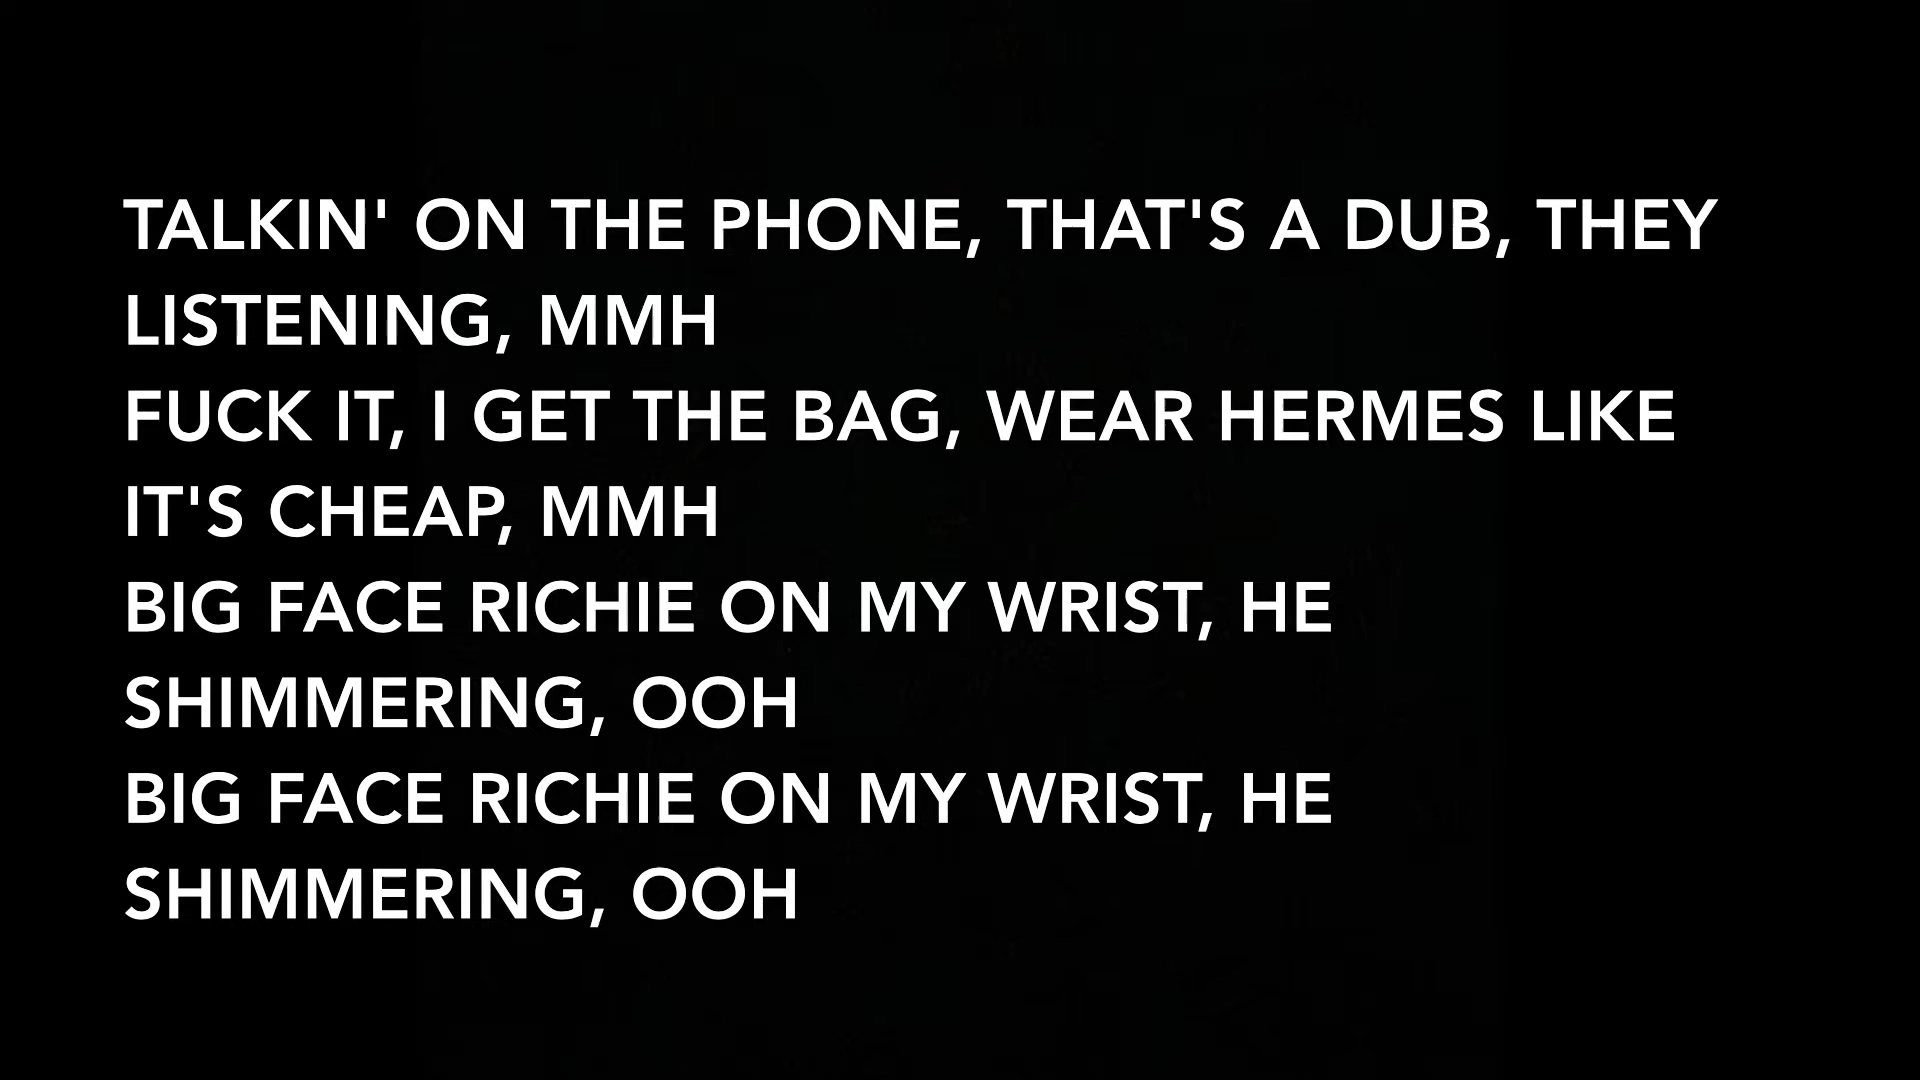 TALKIN' ON THE PHONE, THAT'S A DUB, THEY
LISTENING, MMH
FUCK IT, I GET THE BAG, WEAR HERMES LIKE
IT'S CHEAP, MMH
BIG FACE RICHIE ON MY WRIST, HE
SHIMMERING, OOH
BIG FACE RICHIE ON MY WRIST, HE
SHIMMERING, OOH